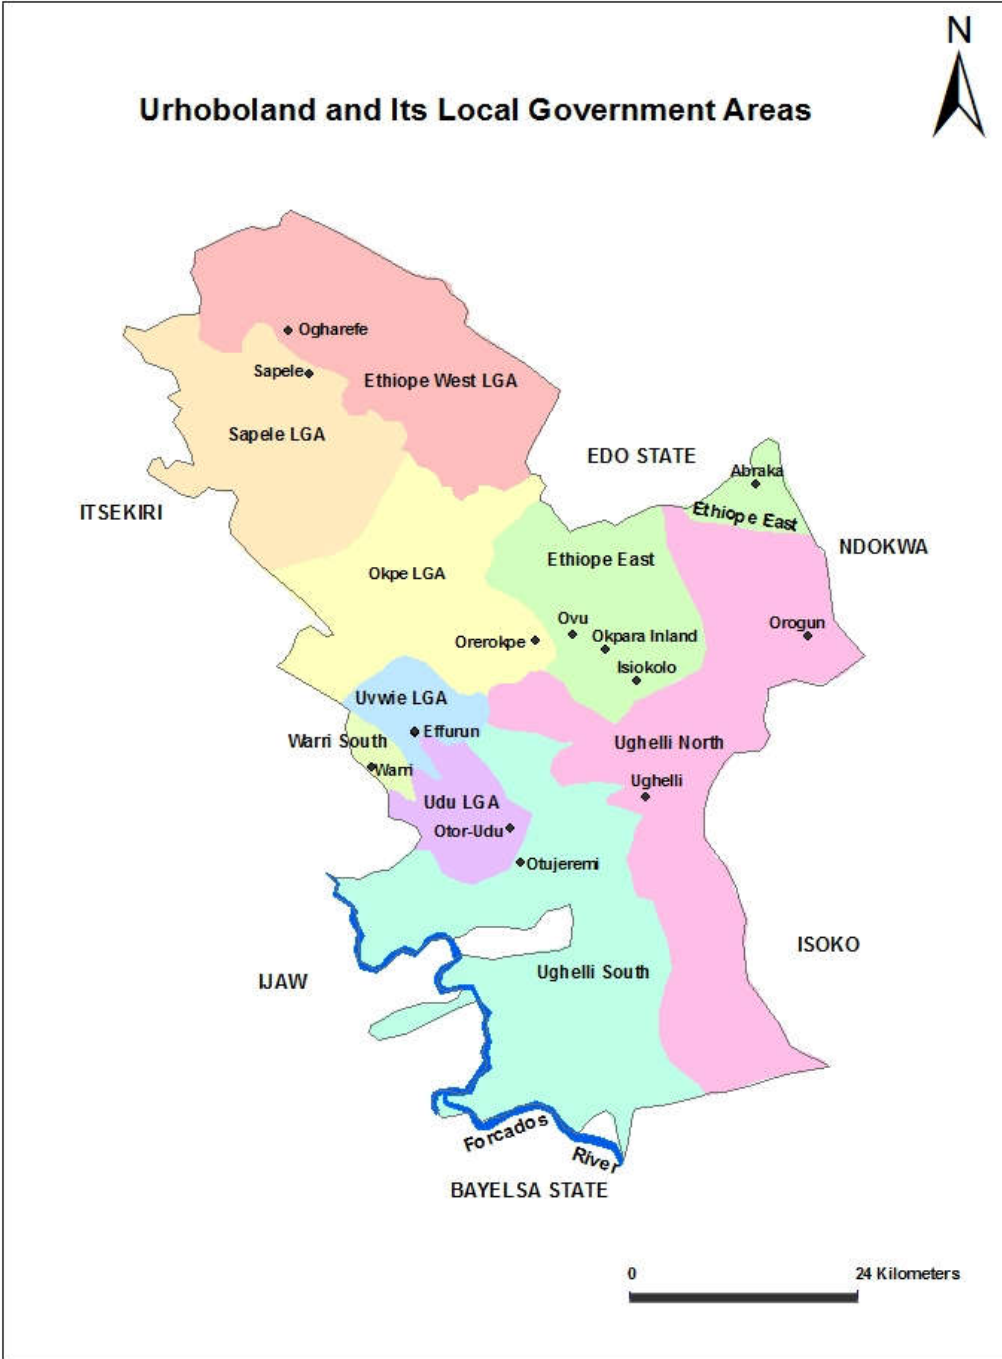 N
Urhoboland and Its Local Government Areas
Ogharefe
Sapele
Ethiope West LGA
Sapele LGA
EDO STATE
Abraka
ITSEKIRI
Ethiope East
NDOKWA
Ethiope East
Okpe LGA
Ovu
Orogun
Okpara Inland
Orerokpe
Isiokolo
Uvwie LGA
Effurun
Warri South
Ughelli North
Warri
Ughelli
Udu LGA
Otor-Udu
Otujeremi
ISOKO
Ughelli South
IJAW
Forcados
River
BAYELSA STATE
0 24 Kilometers